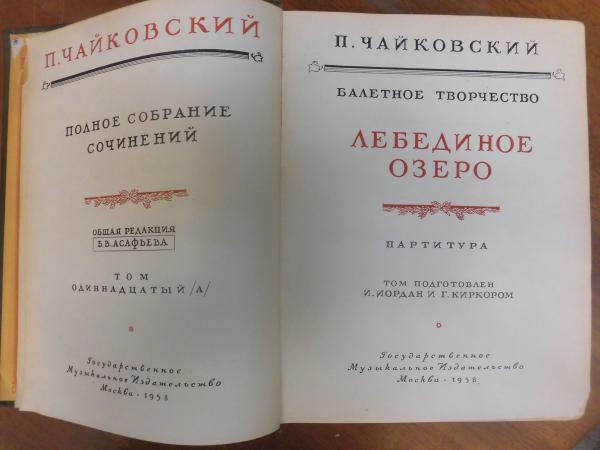 П. ЧАЙКОВСКИЙ
ПОЛНОЕ СОБРАНИЕ
СОЧИНЕНИЙ
ОБЩАЯ РЕДАКЦИЯ
Б.В. АСАФЬЕВА
ТОМ
ОДИННАДЦАТЫЙ /А/
Государственное
Музыкальное Издательство
Москва · 1958
П. ЧАЙКОВСКИЙ
БАЛЕТНОЕ ТВОРЧЕСТВО
ЛЕБЕДИНОЕ
ОЗЕРО
ПАРТИТУРА
ТОМ ПОДГОТОВЛЕН
И. ИОРДАН И Г. КИРКОРОМ
Государственное
Музыкальное Издательство
Москва · 1958